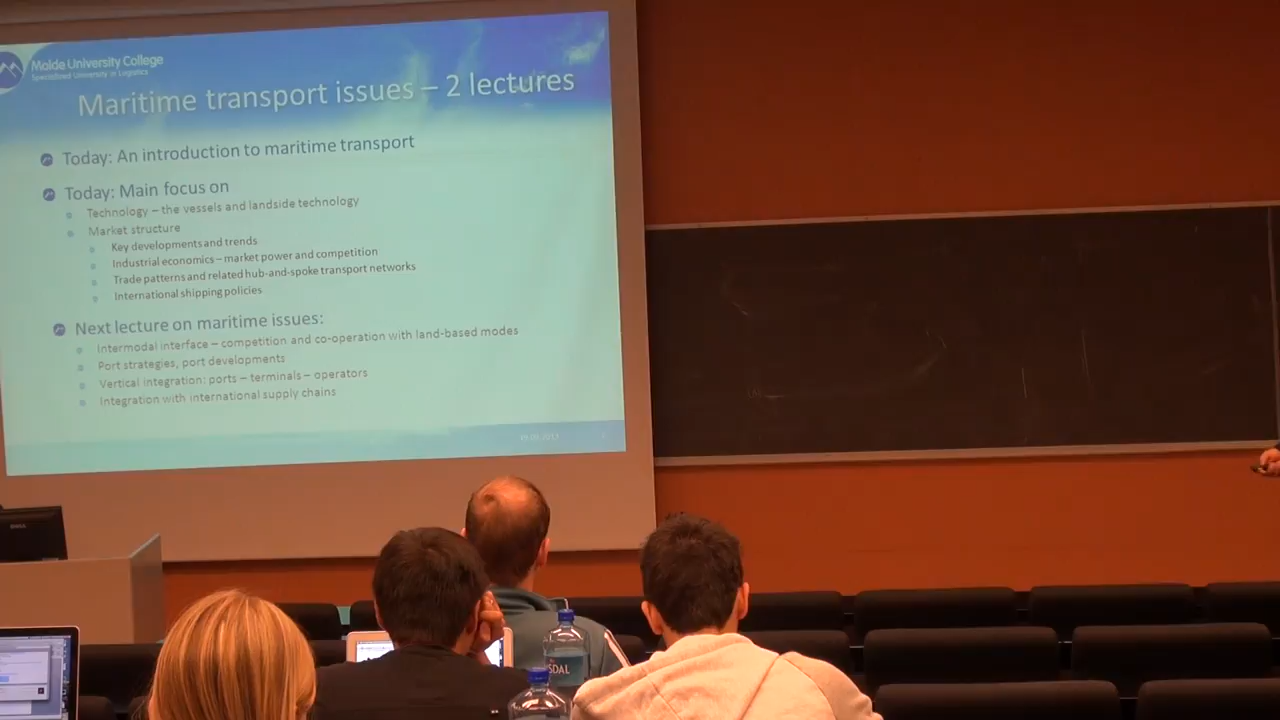 Molde University College
Specialized University in Logistics
Maritime transport issues – 2 lectures
Today: An introduction to maritime transport
Today: Main focus on
Technology – the vessels and landside technology
Market structure
Key developments and trends
Industrial economics – market power and competition
Trade patterns and related hub-and-spoke transport networks
International shipping policies
Next lecture on maritime issues:
Intermodal interface – competition and co-operation with land-based modes
Port strategies, port developments
Vertical integration: ports – terminals – operators
Integration with international supply chains
SDAL